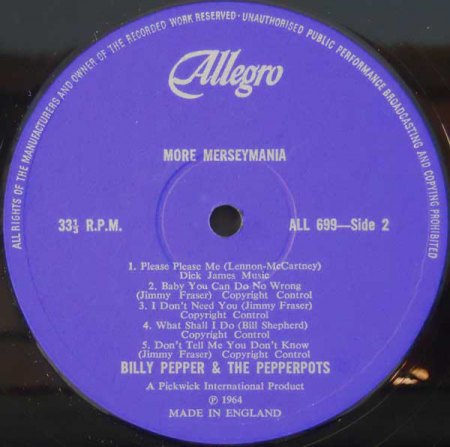 ALL RIGHTS OF THE MANUFACTURERS AND OWNER OF THE RECORDED WORK RESERVED · UNAUTHORISED PUBLIC PERFORMANCE BROADCASTING AND COPYING PROHIBITED
Allegro
MORE MERSEYMANIA
33⅓ R.P.M.
ALL 699—Side 2
1. Please Please Me (Lennon-McCartney)
Dick James Music
2. Baby You Can Do No Wrong
(Jimmy Fraser) Copyright Control
3. I Don't Need You (Jimmy Fraser)
Copyright Control
4. What Shall I Do (Bill Shepherd)
Copyright Control
5. Don't Tell Me You Don't Know
(Jimmy Fraser) Copyright Control
BILLY PEPPER & THE PEPPERPOTS
A Pickwick International Product
℗ 1964
MADE IN ENGLAND